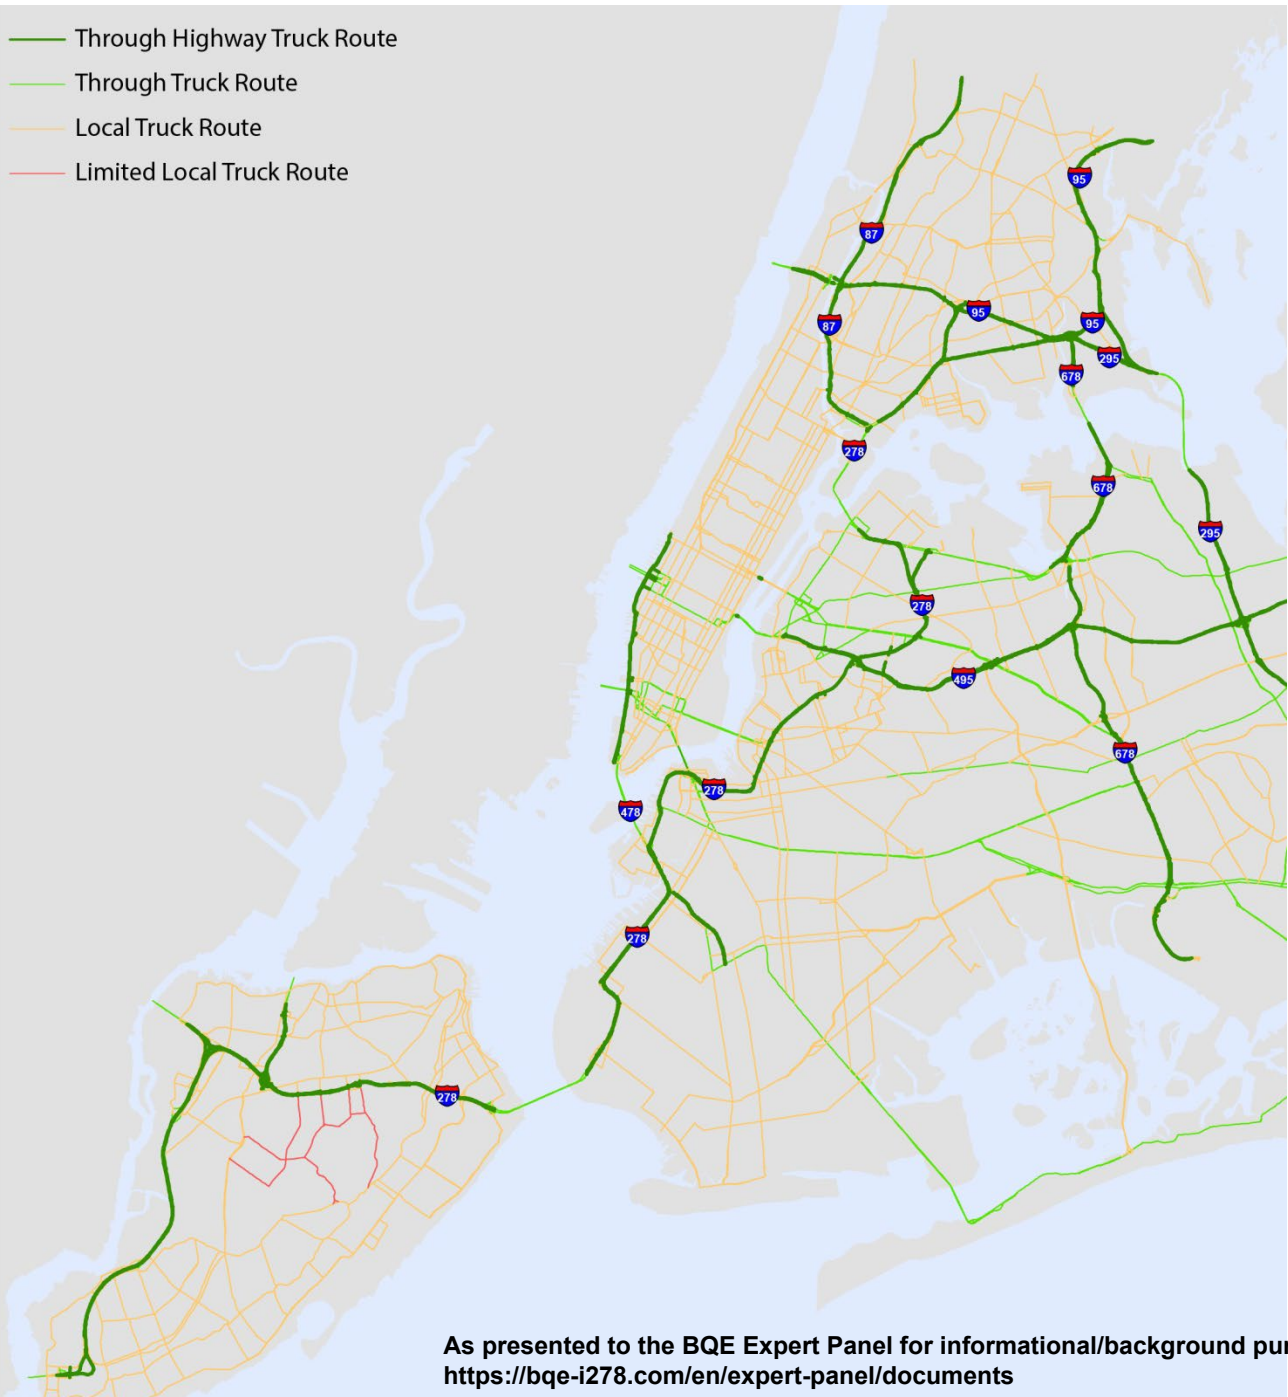 Through Highway Truck Route
Through Truck Route
Local Truck Route
Limited Local Truck Route
95
87
95
87
95
295
678
278
678
295
278
495
678
278
478
278
278
As presented to the BQE Expert Panel for informational/background pu
https://bqe-i278.com/en/expert-panel/documents